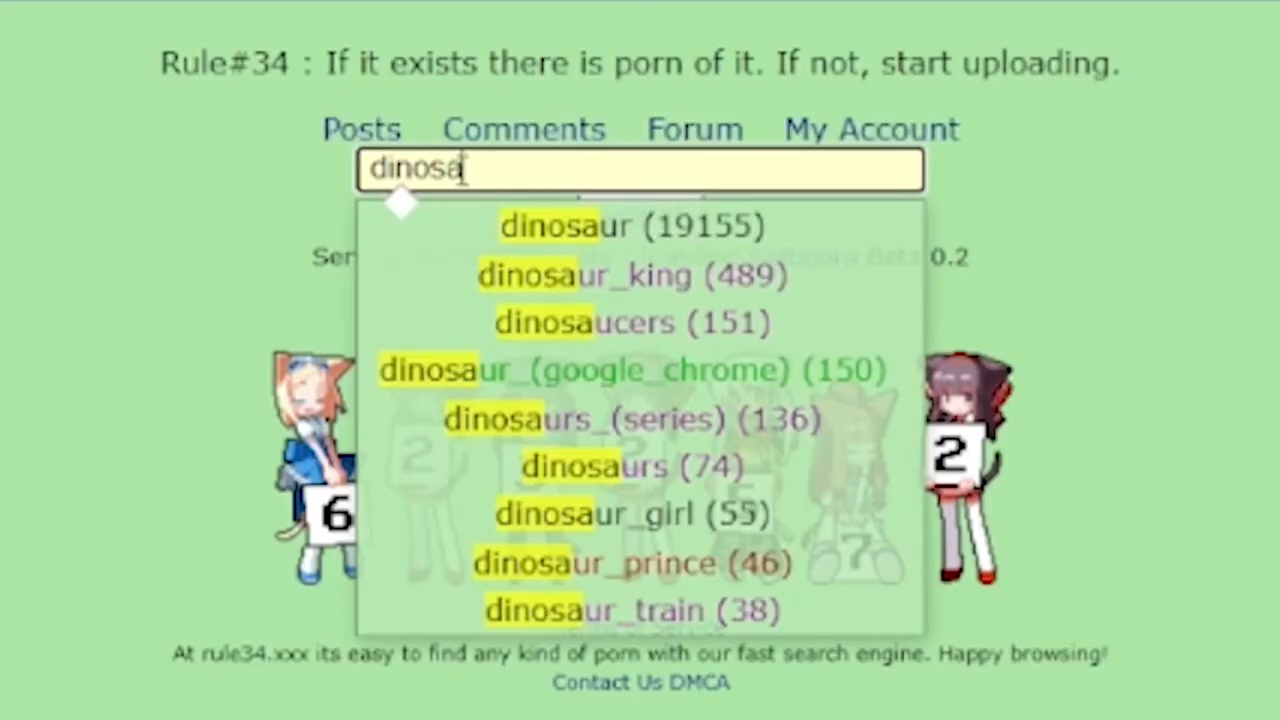 Rule#34 : If it exists there is porn of it. If not, start uploading.
Posts Comments Forum My Account
dinosa
dinosaur (19155)
Ser 0.2
dinosaur_king (489)
dinosaucers (151)
dinosaur_(google_chrome) (150)
dinosaurs_(series) (136)
2 2
dinosaurs (74)
6 dinosaur_girl (55)
7
dinosaur_prince (46)
dinosaur_train (38)
At rule34.xxx its easy to find any kind of porn with our fast search engine. Happy browsing!
Contact Us DMCA